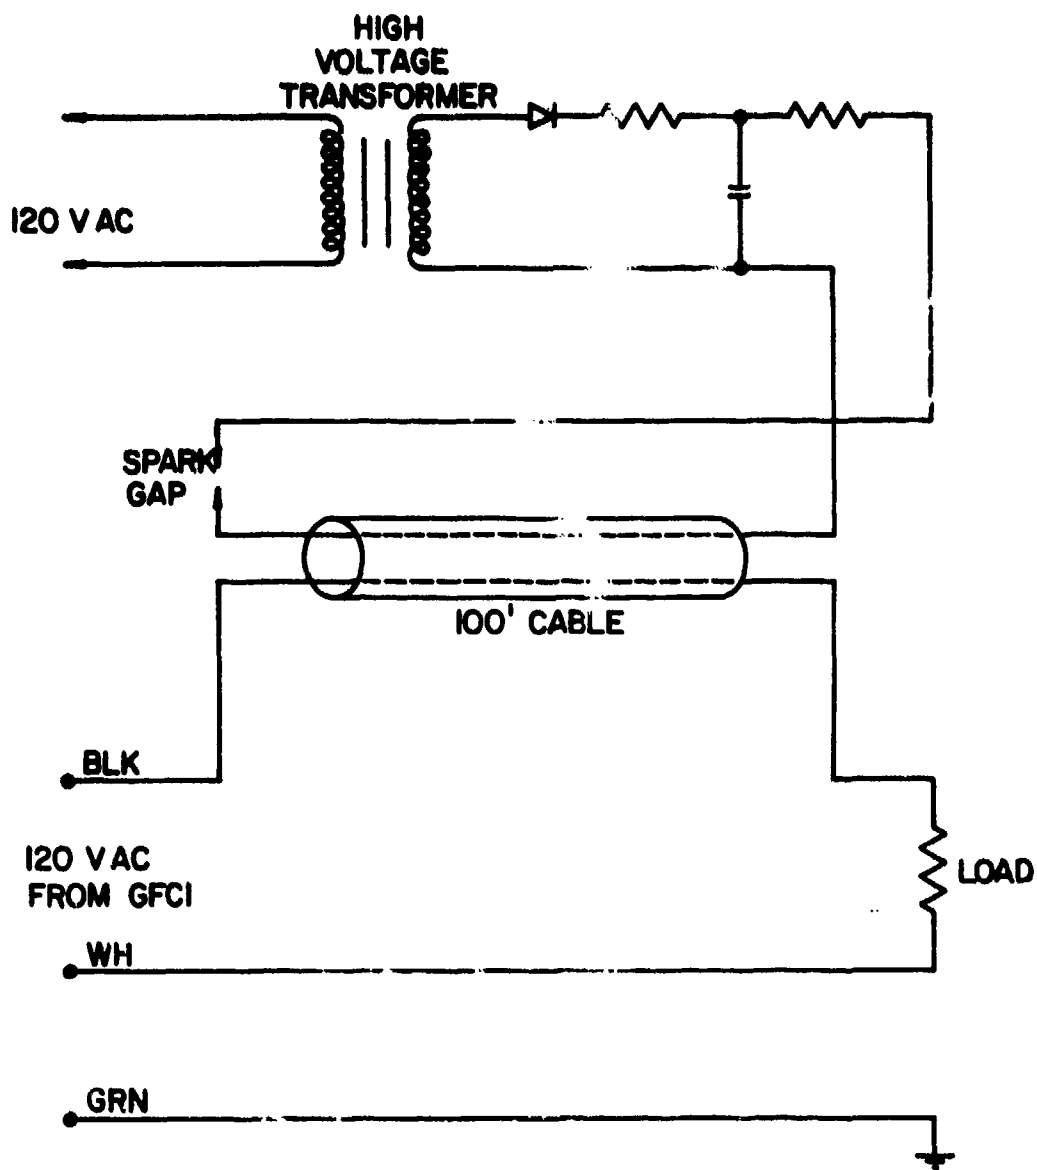 HIGH
VOLTAGE
TRANSFORMER
120 V AC
SPARK
GAP
100' CABLE
BLK
120 V AC
FROM GFCI
LOAD
WH
GRN